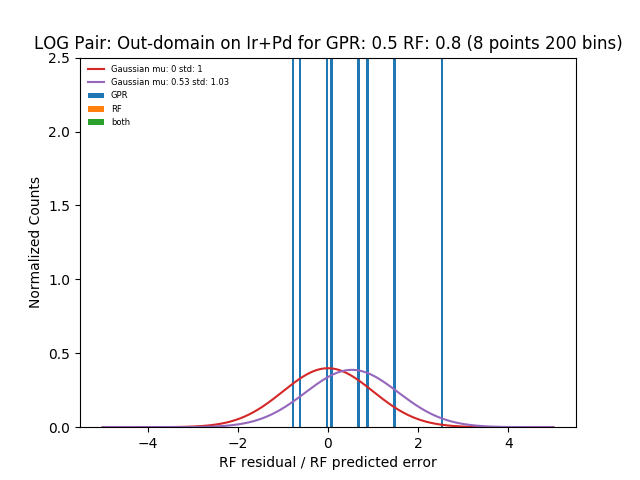 LOG Pair: Out-domain on Ir+Pd for GPR: 0.5 RF: 0.8 (8 points 200 bins)
2.5
2.0
1.5
1.0
0.5
0.0
Normalized Counts
Gaussian mu: 0 std: 1
Gaussian mu: 0.53 std: 1.03
GPR
RF
both
−4
−2
0
2
4
RF residual / RF predicted error